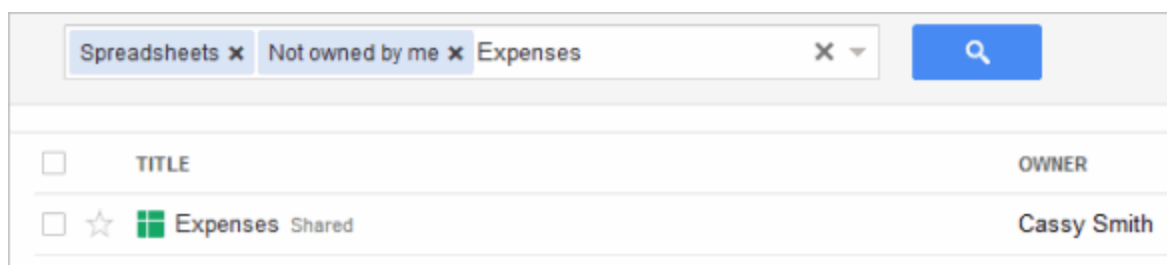 Spreadsheets × Not owned by me × Expenses
TITLE OWNER
Expenses Shared Cassy Smith